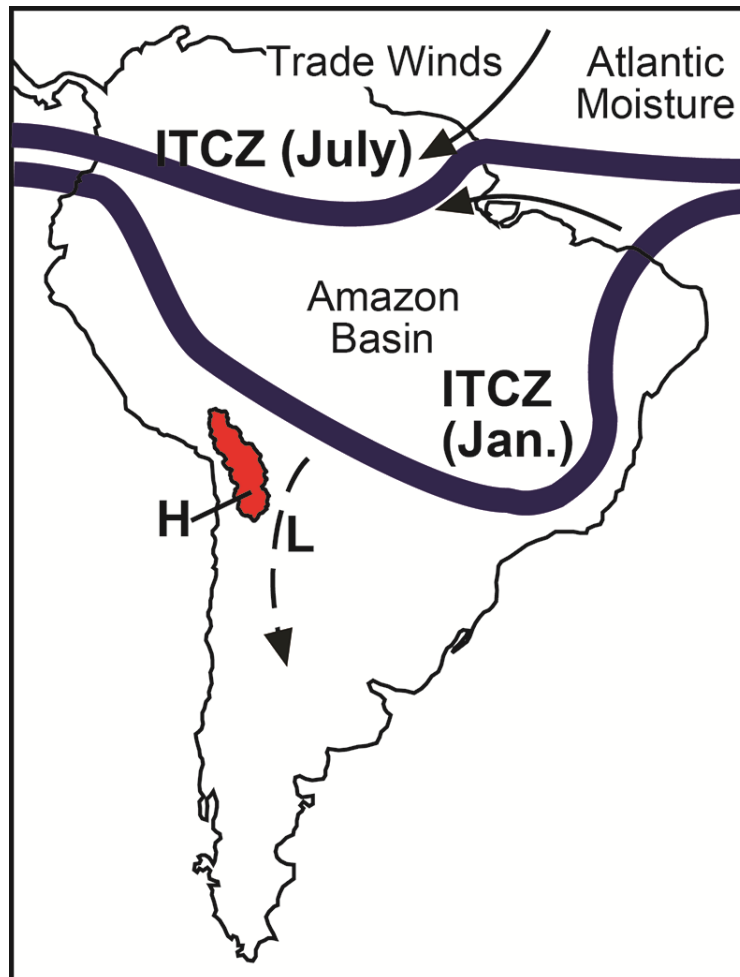 Trade Winds
Atlantic
Moisture
ITCZ (July)
Amazon
Basin
ITCZ
(Jan.)
H
L